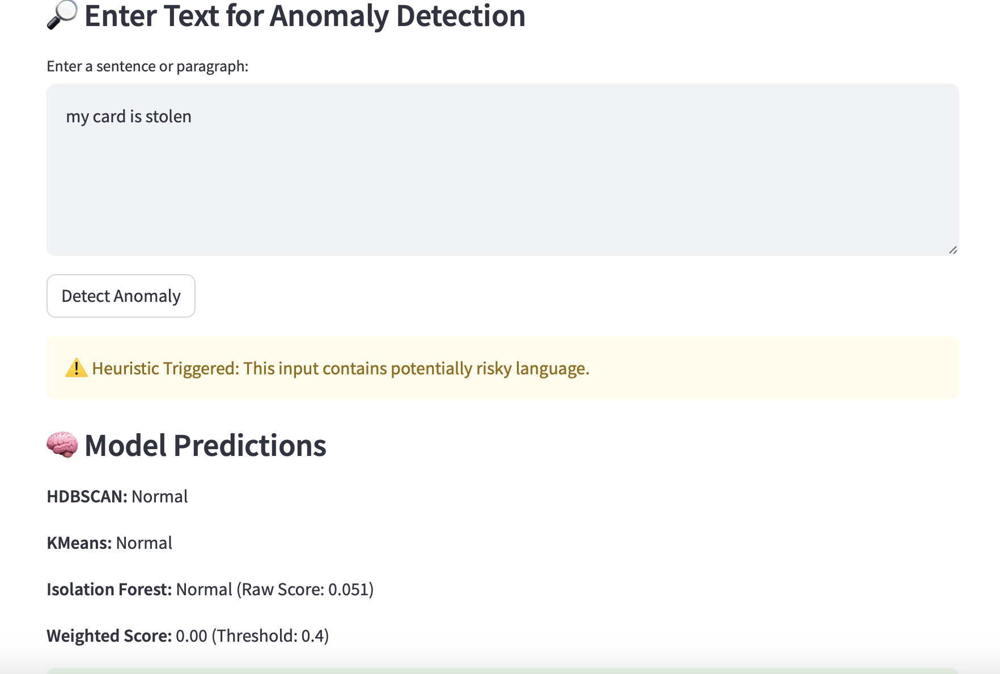 Enter Text for Anomaly Detection
Enter a sentence or paragraph:
my card is stolen
Detect Anomaly
Heuristic Triggered: This input contains potentially risky language.
Model Predictions
HDBSCAN: Normal
KMeans: Normal
Isolation Forest: Normal (Raw Score: 0.051)
Weighted Score: 0.00 (Threshold: 0.4)